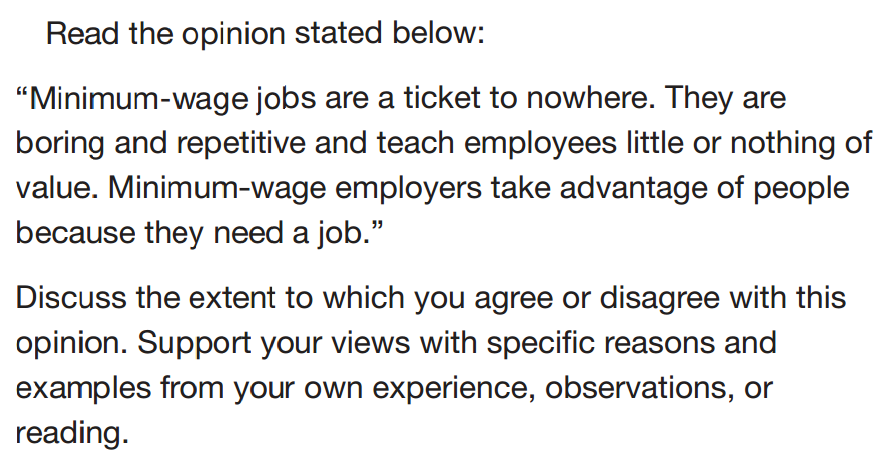 Read the opinion stated below:
“Minimum-wage jobs are a ticket to nowhere. They are
boring and repetitive and teach employees little or nothing of
value. Minimum-wage employers take advantage of people
because they need a job.”
Discuss the extent to which you agree or disagree with this
opinion. Support your views with specific reasons and
examples from your own experience, observations, or
reading.